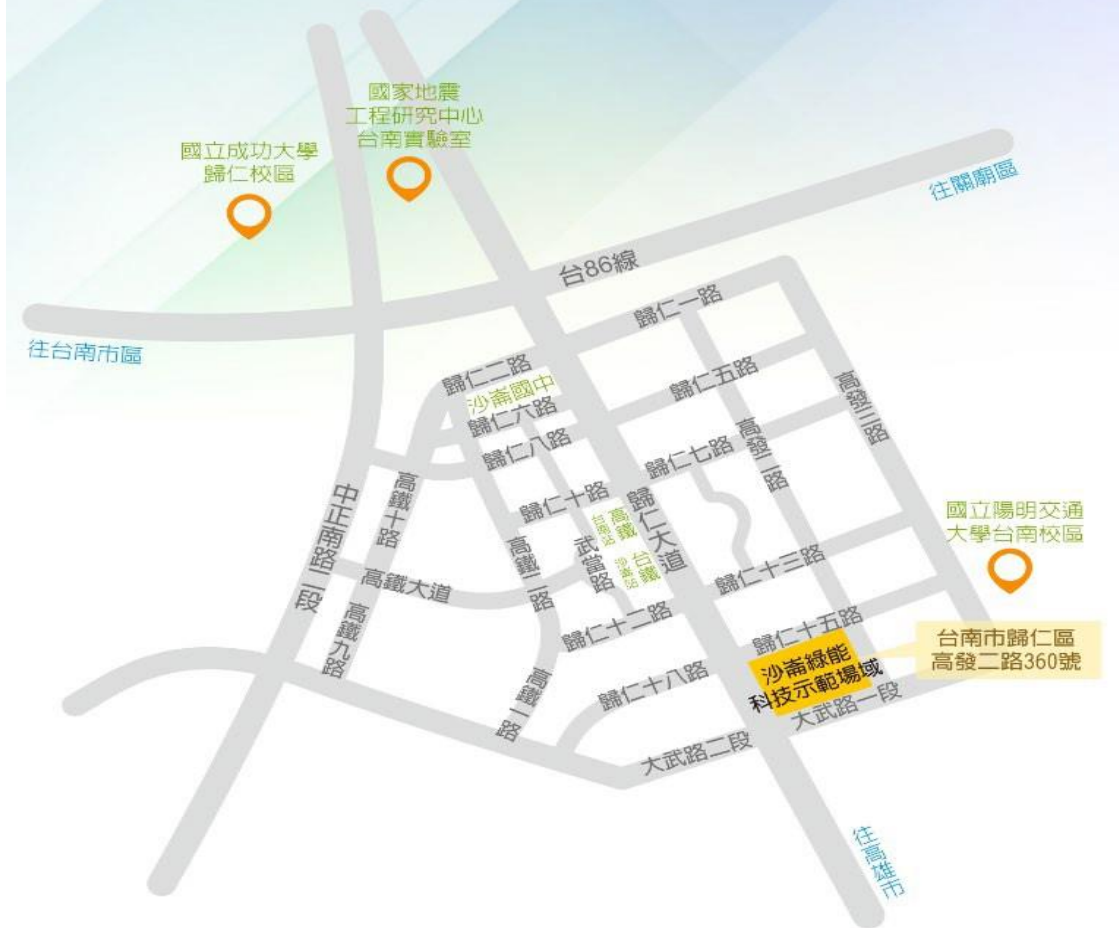 國家地震
工程研究中心
台南實驗室
國立成功大學
歸仁校區
往關廟區
台86線
往台南市區
歸仁一路
歸仁二路
沙崙國中
歸仁五路
歸仁六路
高發三路
歸仁八路
歸仁七路
高發二路
高鐵十路
中正南路二段
歸仁十路
歸仁大道
高鐵
台南站
台鐵
沙崙站
武當路
高鐵二路
國立陽明交通
大學台南校區
歸仁十三路
高鐵大道
高鐵九路
歸仁十二路
歸仁十五路
台南市歸仁區
高發二路360號
沙崙綠能
科技示範場域
高鐵一路
歸仁十八路
大武路一段
大武路二段
往高雄市